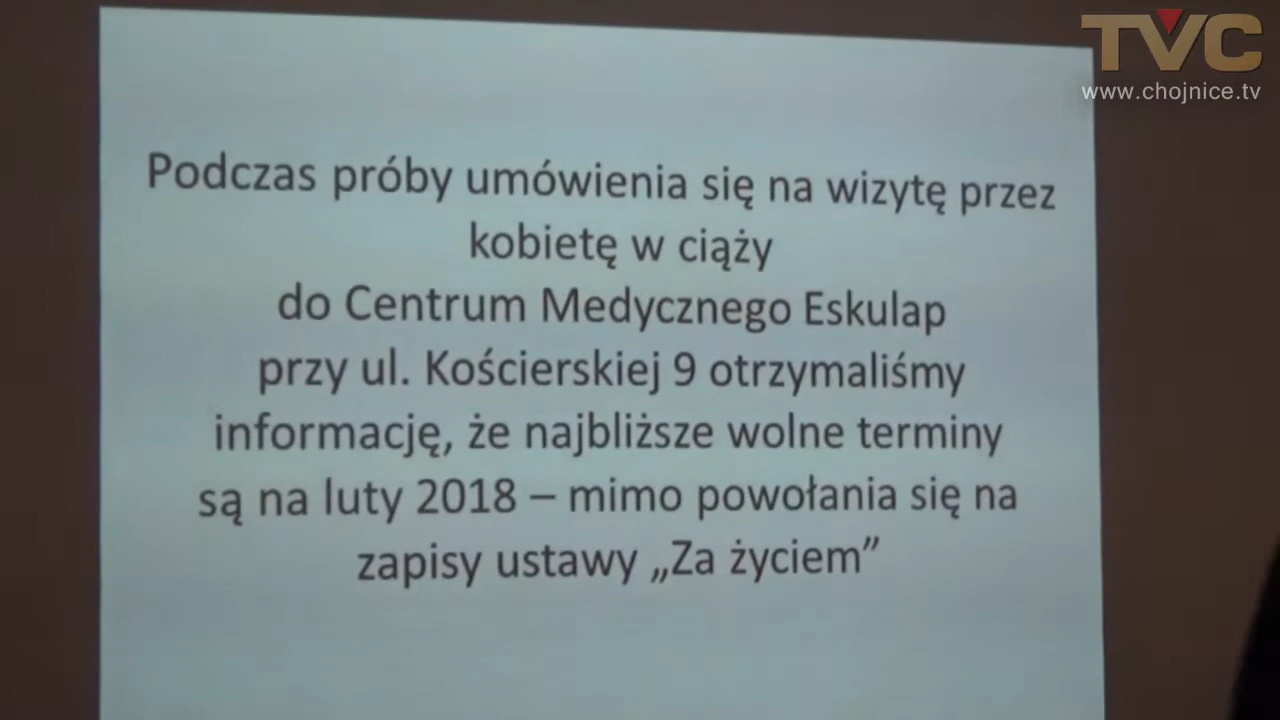 TVC
www.chojnice.tv
Podczas próby umówienia się na wizytę przez
kobietę w ciąży
do Centrum Medycznego Eskulap
przy ul. Kościerskiej 9 otrzymaliśmy
informację, że najbliższe wolne terminy
są na luty 2018 – mimo powołania się na
zapisy ustawy „Za życiem”